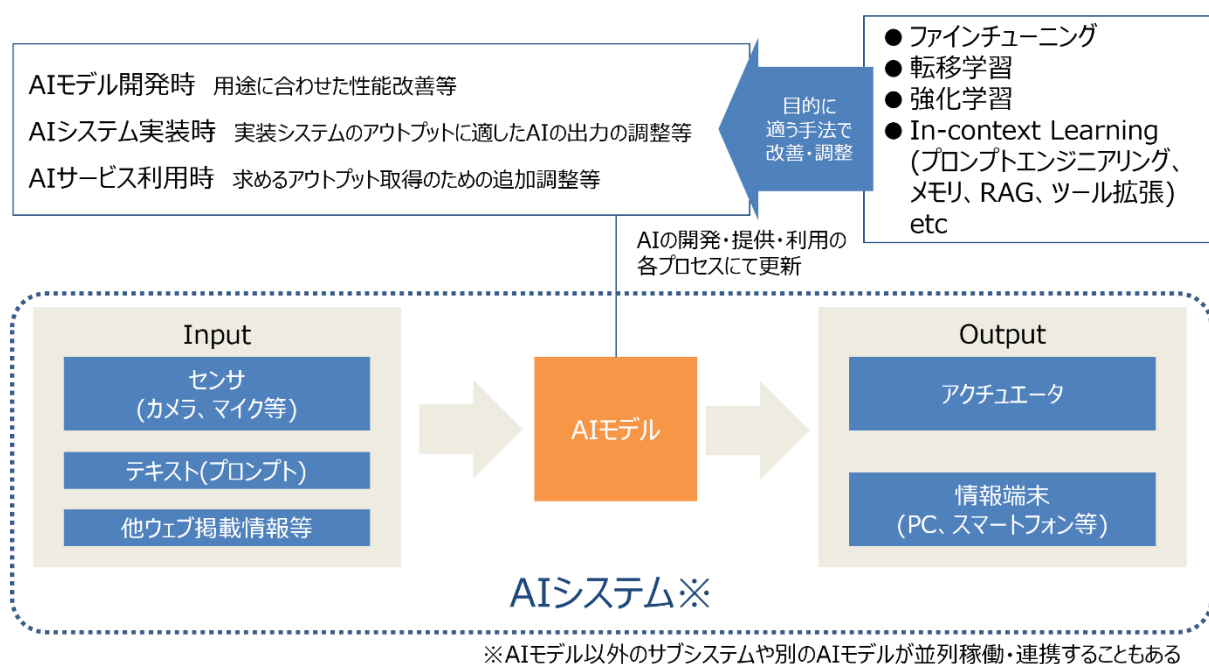 AIモデル開発時 用途に合わせた性能改善等
AIシステム実装時 実装システムのアウトプットに適したAIの出力の調整等
AIサービス利用時 求めるアウトプット取得のための追加調整等
目的に
適う手法で
改善・調整
● ファインチューニング
● 転移学習
● 強化学習
● In-context Learning
(プロンプトエンジニアリング、
メモリ、RAG、ツール拡張)
etc
AIの開発・提供・利用の
各プロセスにて更新
Input
センサ
(カメラ、マイク等)
テキスト(プロンプト)
他ウェブ掲載情報等
AIモデル
Output
アクチュエータ
情報端末
(PC、スマートフォン等)
AIシステム※
※AIモデル以外のサブシステムや別のAIモデルが並列稼働・連携することもある